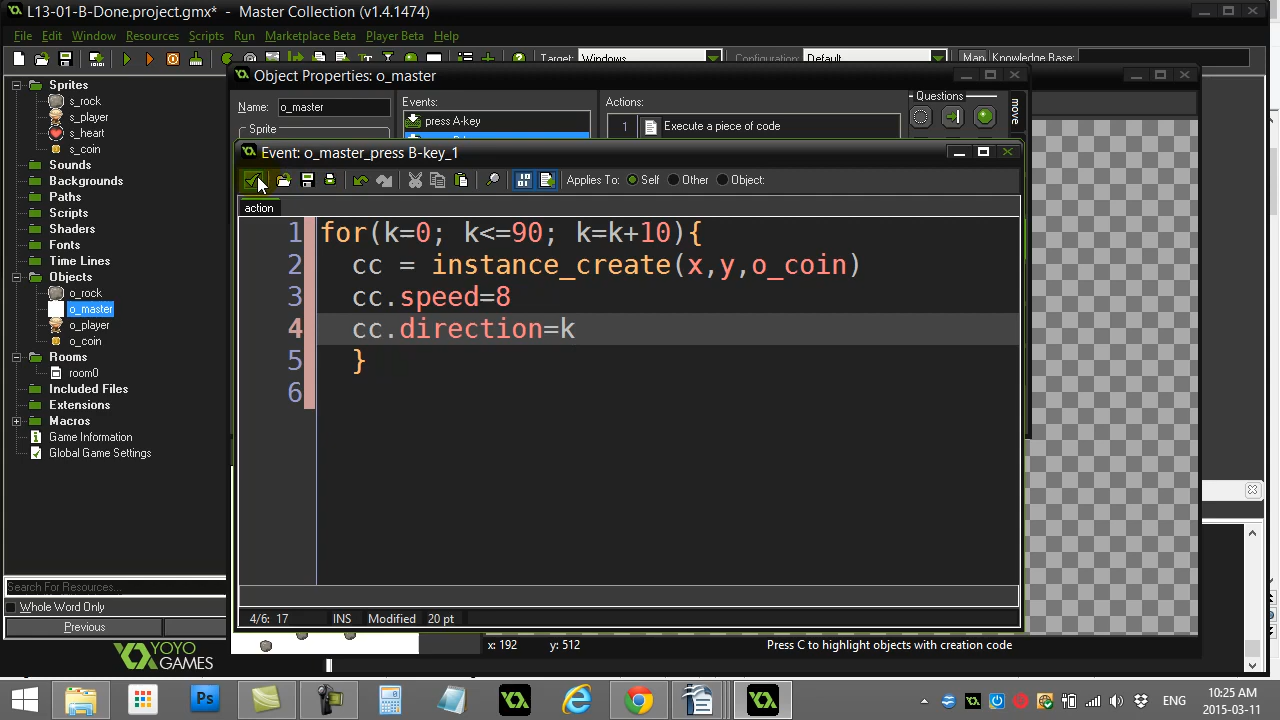 L13-01-B-Done.project.gmx* - Master Collection (v1.4.1474)
File Edit Window Resources Scripts Run Marketplace Beta Player Beta Help
Target: Windows Configuration: Default Man Knowledge Base:
Sprites
s_rock
s_player
s_heart
s_coin
Sounds
Backgrounds
Paths
Scripts
Shaders
Fonts
Time Lines
Objects
o_rock
o_master
o_player
o_coin
Rooms
room0
Included Files
Extensions
Macros
Game Information
Global Game Settings
Search For Resources...
Whole Word Only
Previous
YOYO
GAMES
Object Properties: o_master
Name: o_master
Sprite
Events:
press A-key
Actions:
1 Execute a piece of code
Questions
move
Event: o_master_press B-key_1
Applies To: Self Other Object:
action
1 for(k=0; k<=90; k=k+10){
2 cc = instance_create(x,y,o_coin)
3 cc.speed=8
4 cc.direction=k
5 }
6
4/6: 17 INS Modified 20 pt
x: 192 y: 512 Press C to highlight objects with creation code
Ps
ENG
10:25 AM
2015-03-11